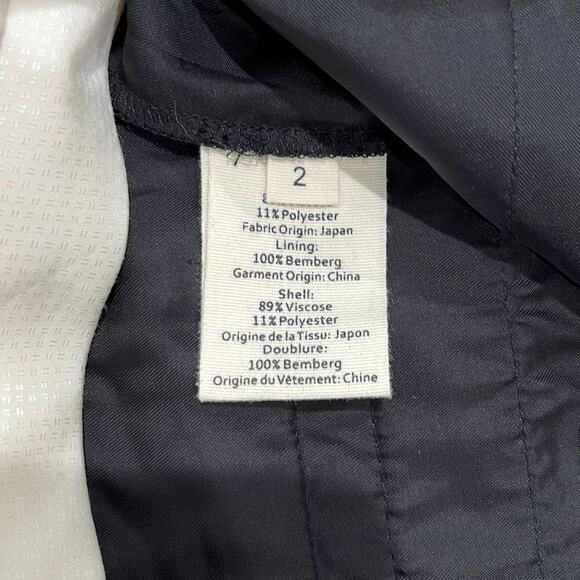 2
11% Polyester
Fabric Origin: Japan
Lining:
100% Bemberg
Garment Origin: China
Shell:
89% Viscose
11% Polyester
Origine de la Tissu: Japon
Doublure:
100% Bemberg
Origine du Vêtement: Chine